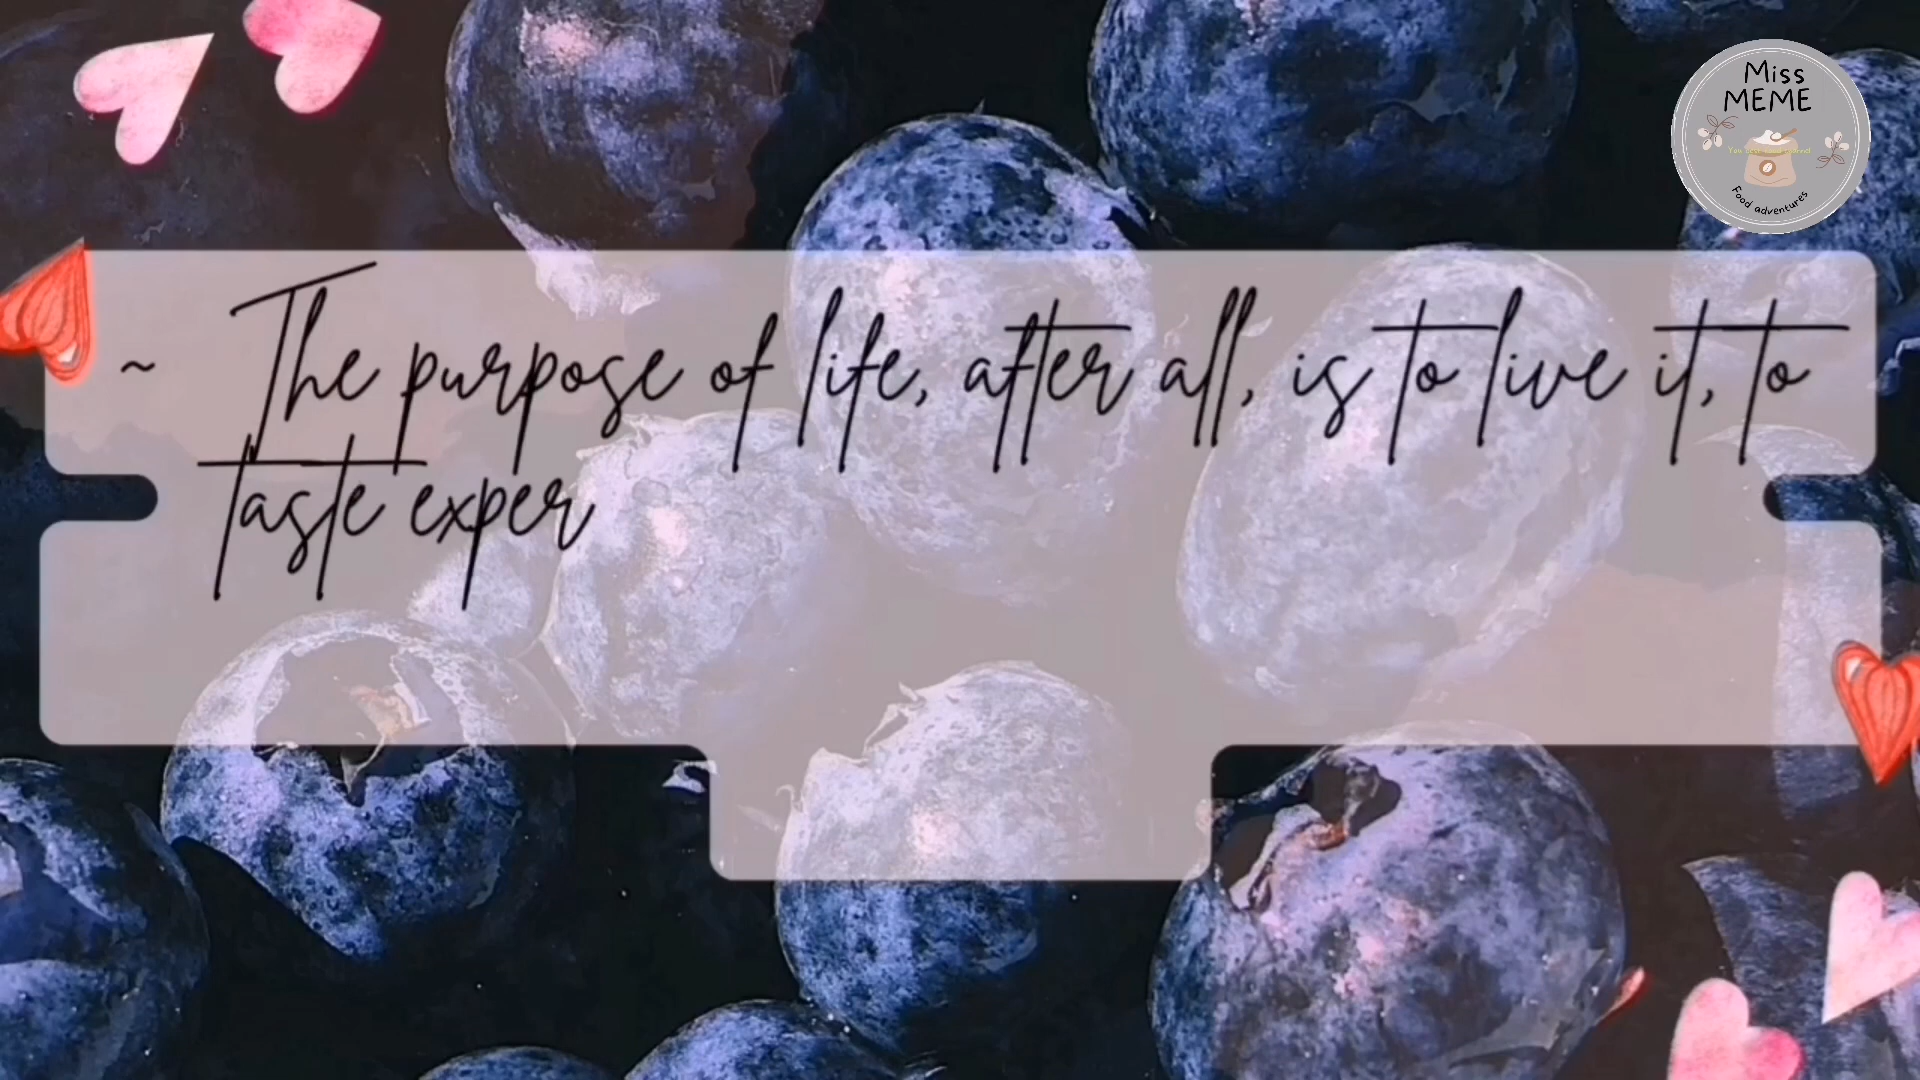 Miss
MEME
Food adventures
~ The purpose of life, after all, is to live it, to
taste exper